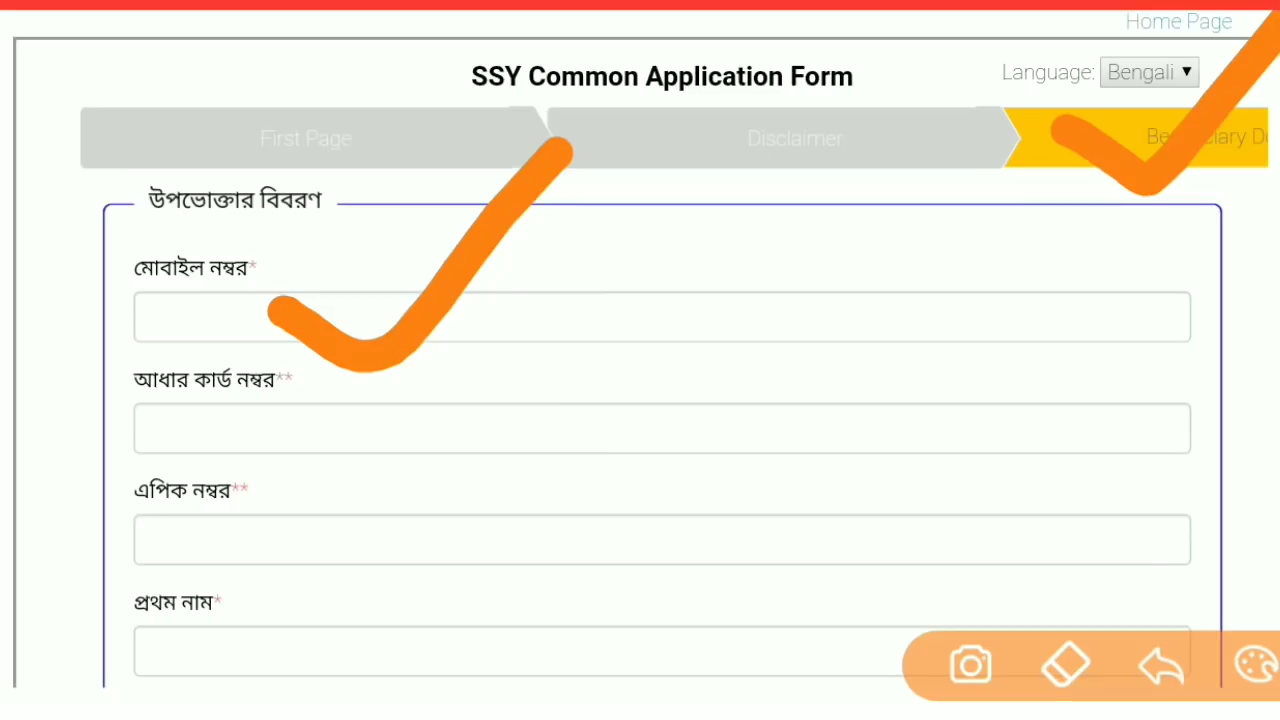 Home Page
SSY Common Application Form
Language: Bengali
First Page
Disclaimer
উপভোক্তার বিবরণ
মোবাইল নম্বর*
আধার কার্ড নম্বর**
এপিক নম্বর**
প্রথম নাম*